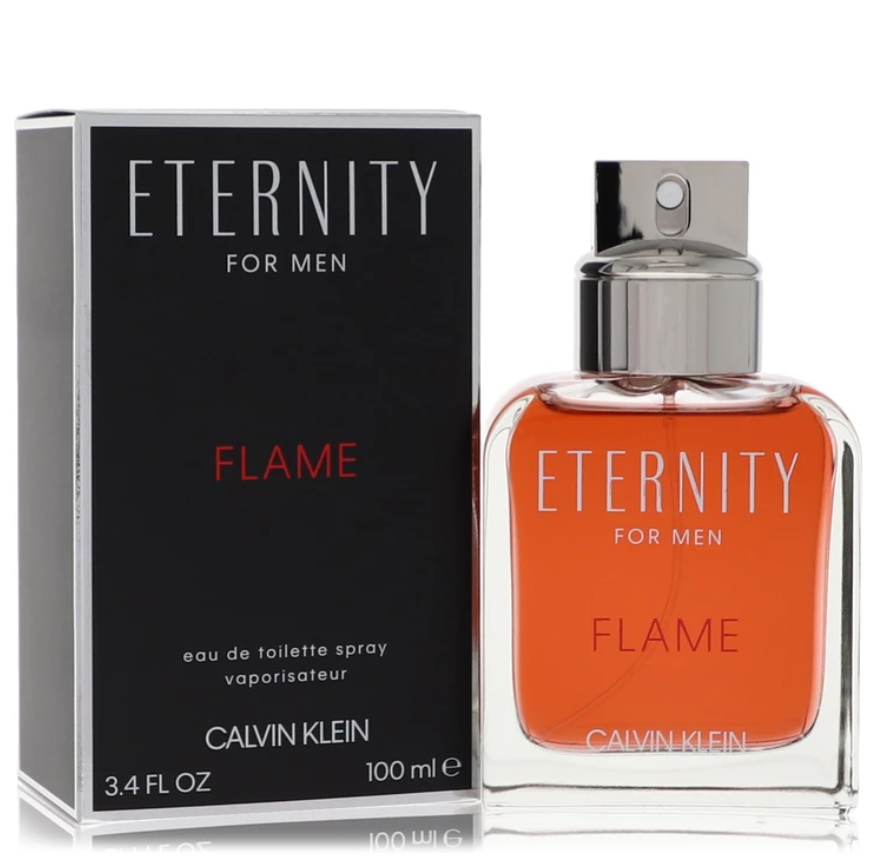 ETERNITY
FOR MEN
FLAME
eau de toilette spray
vaporisateur
CALVIN KLEIN
3.4 FL OZ
100 ml ℮
ETERNITY
FOR MEN
FLAME
CALVIN KLEIN